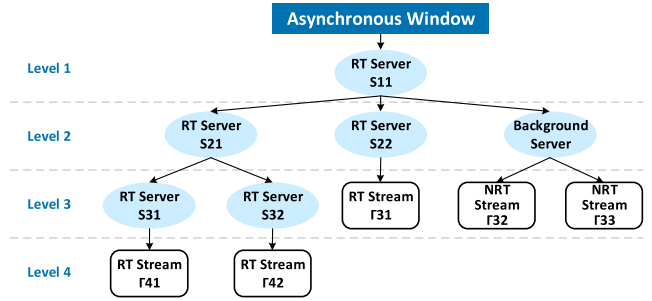 Asynchronous Window
Level 1
RT Server
S11
Level 2
RT Server
S21
RT Server
S22
Background
Server
Level 3
RT Server
S31
RT Server
S32
RT Stream
Γ31
NRT
Stream
Γ32
NRT
Stream
Γ33
Level 4
RT Stream
Γ41
RT Stream
Γ42